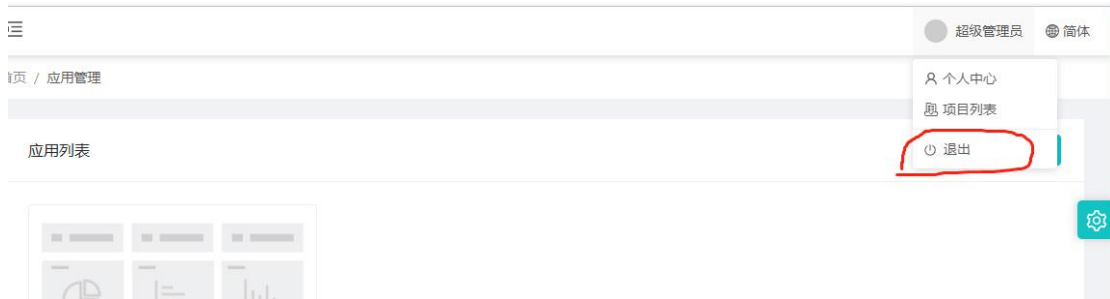 超级管理员
简体
首页 / 应用管理
个人中心
项目列表
应用列表
退出